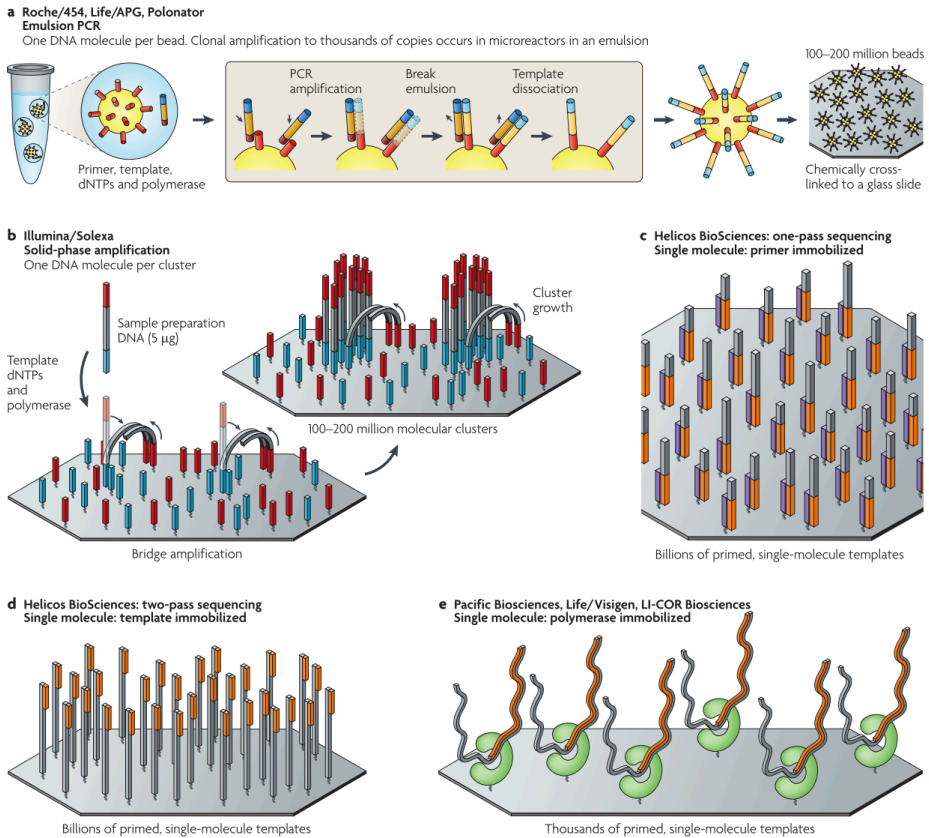 a Roche/454, Life/APG, Polonator
Emulsion PCR
One DNA molecule per bead. Clonal amplification to thousands of copies occurs in microreactors in an emulsion
PCR
amplification
Break
emulsion
Template
dissociation
100–200 million beads
Primer, template,
dNTPs and polymerase
Chemically cross-
linked to a glass slide
b Illumina/Solexa
Solid-phase amplification
One DNA molecule per cluster
Sample preparation
DNA (5 μg)
Template
dNTPs
and
polymerase
Cluster
growth
100–200 million molecular clusters
Bridge amplification
c Helicos BioSciences: one-pass sequencing
Single molecule: primer immobilized
Billions of primed, single-molecule templates
d Helicos BioSciences: two-pass sequencing
Single molecule: template immobilized
Billions of primed, single-molecule templates
e Pacific Biosciences, Life/Visigen, LI-COR Biosciences
Single molecule: polymerase immobilized
Thousands of primed, single-molecule templates